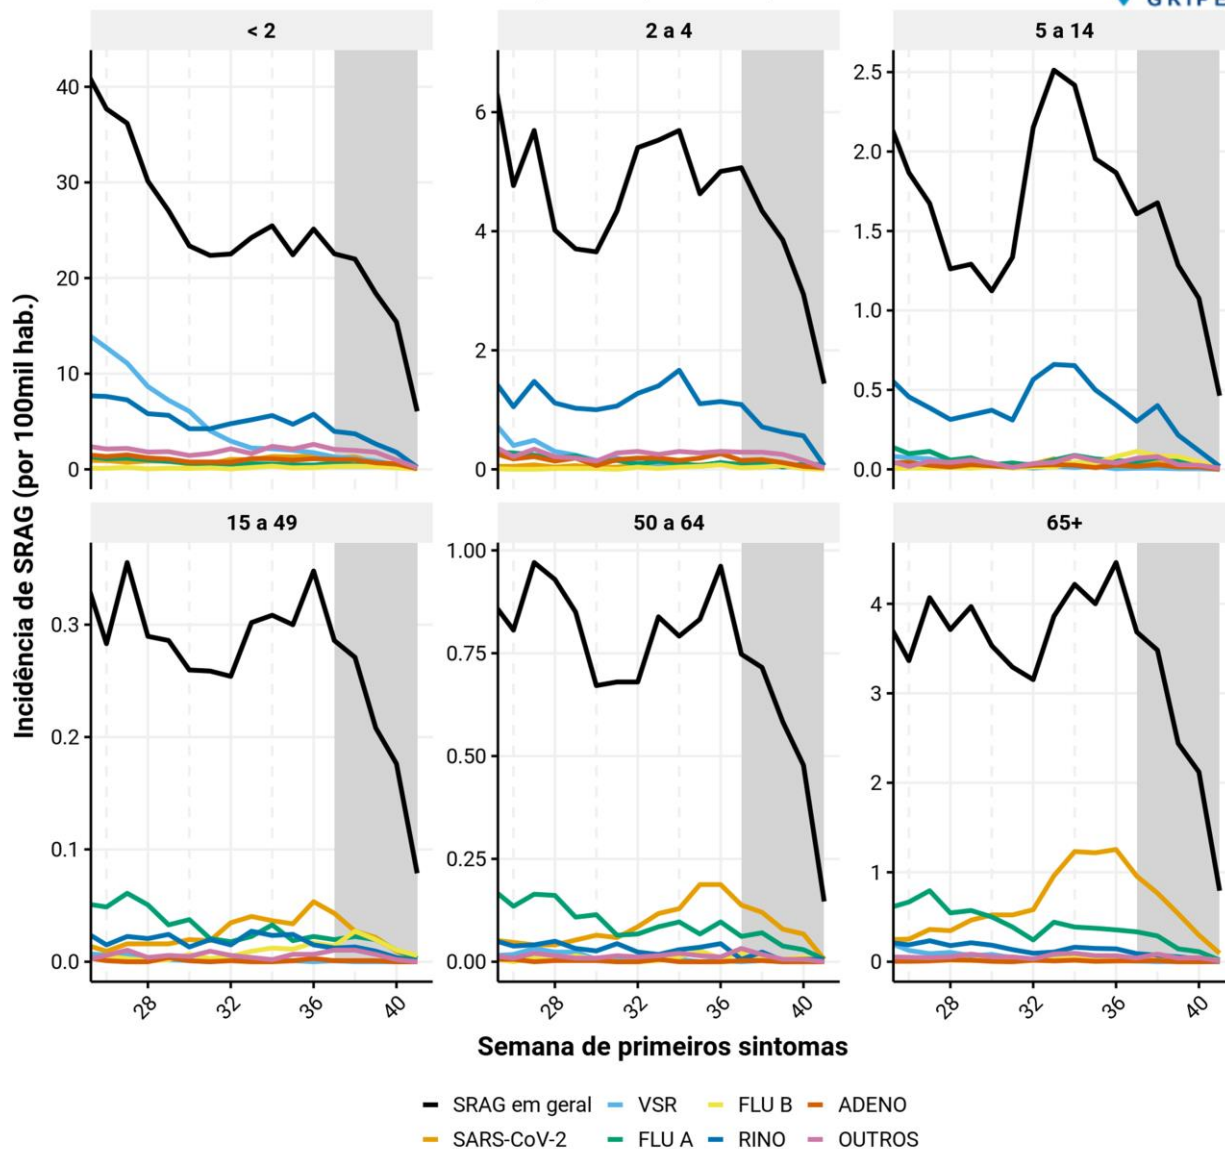 GRIPE
< 2
2 a 4
5 a 14
40
30
20
10
0
6
4
2
0
2.5
2.0
1.5
1.0
0.5
0.0
Incidência de SRAG (por 100mil hab.)
15 a 49
50 a 64
65+
0.3
0.2
0.1
0.0
1.00
0.75
0.50
0.25
0.00
4
3
2
1
0
28 32 36 40
28 32 36 40
28 32 36 40
Semana de primeiros sintomas
SRAG em geral VSR FLU B ADENO
SARS-CoV-2 FLU A RINO OUTROS